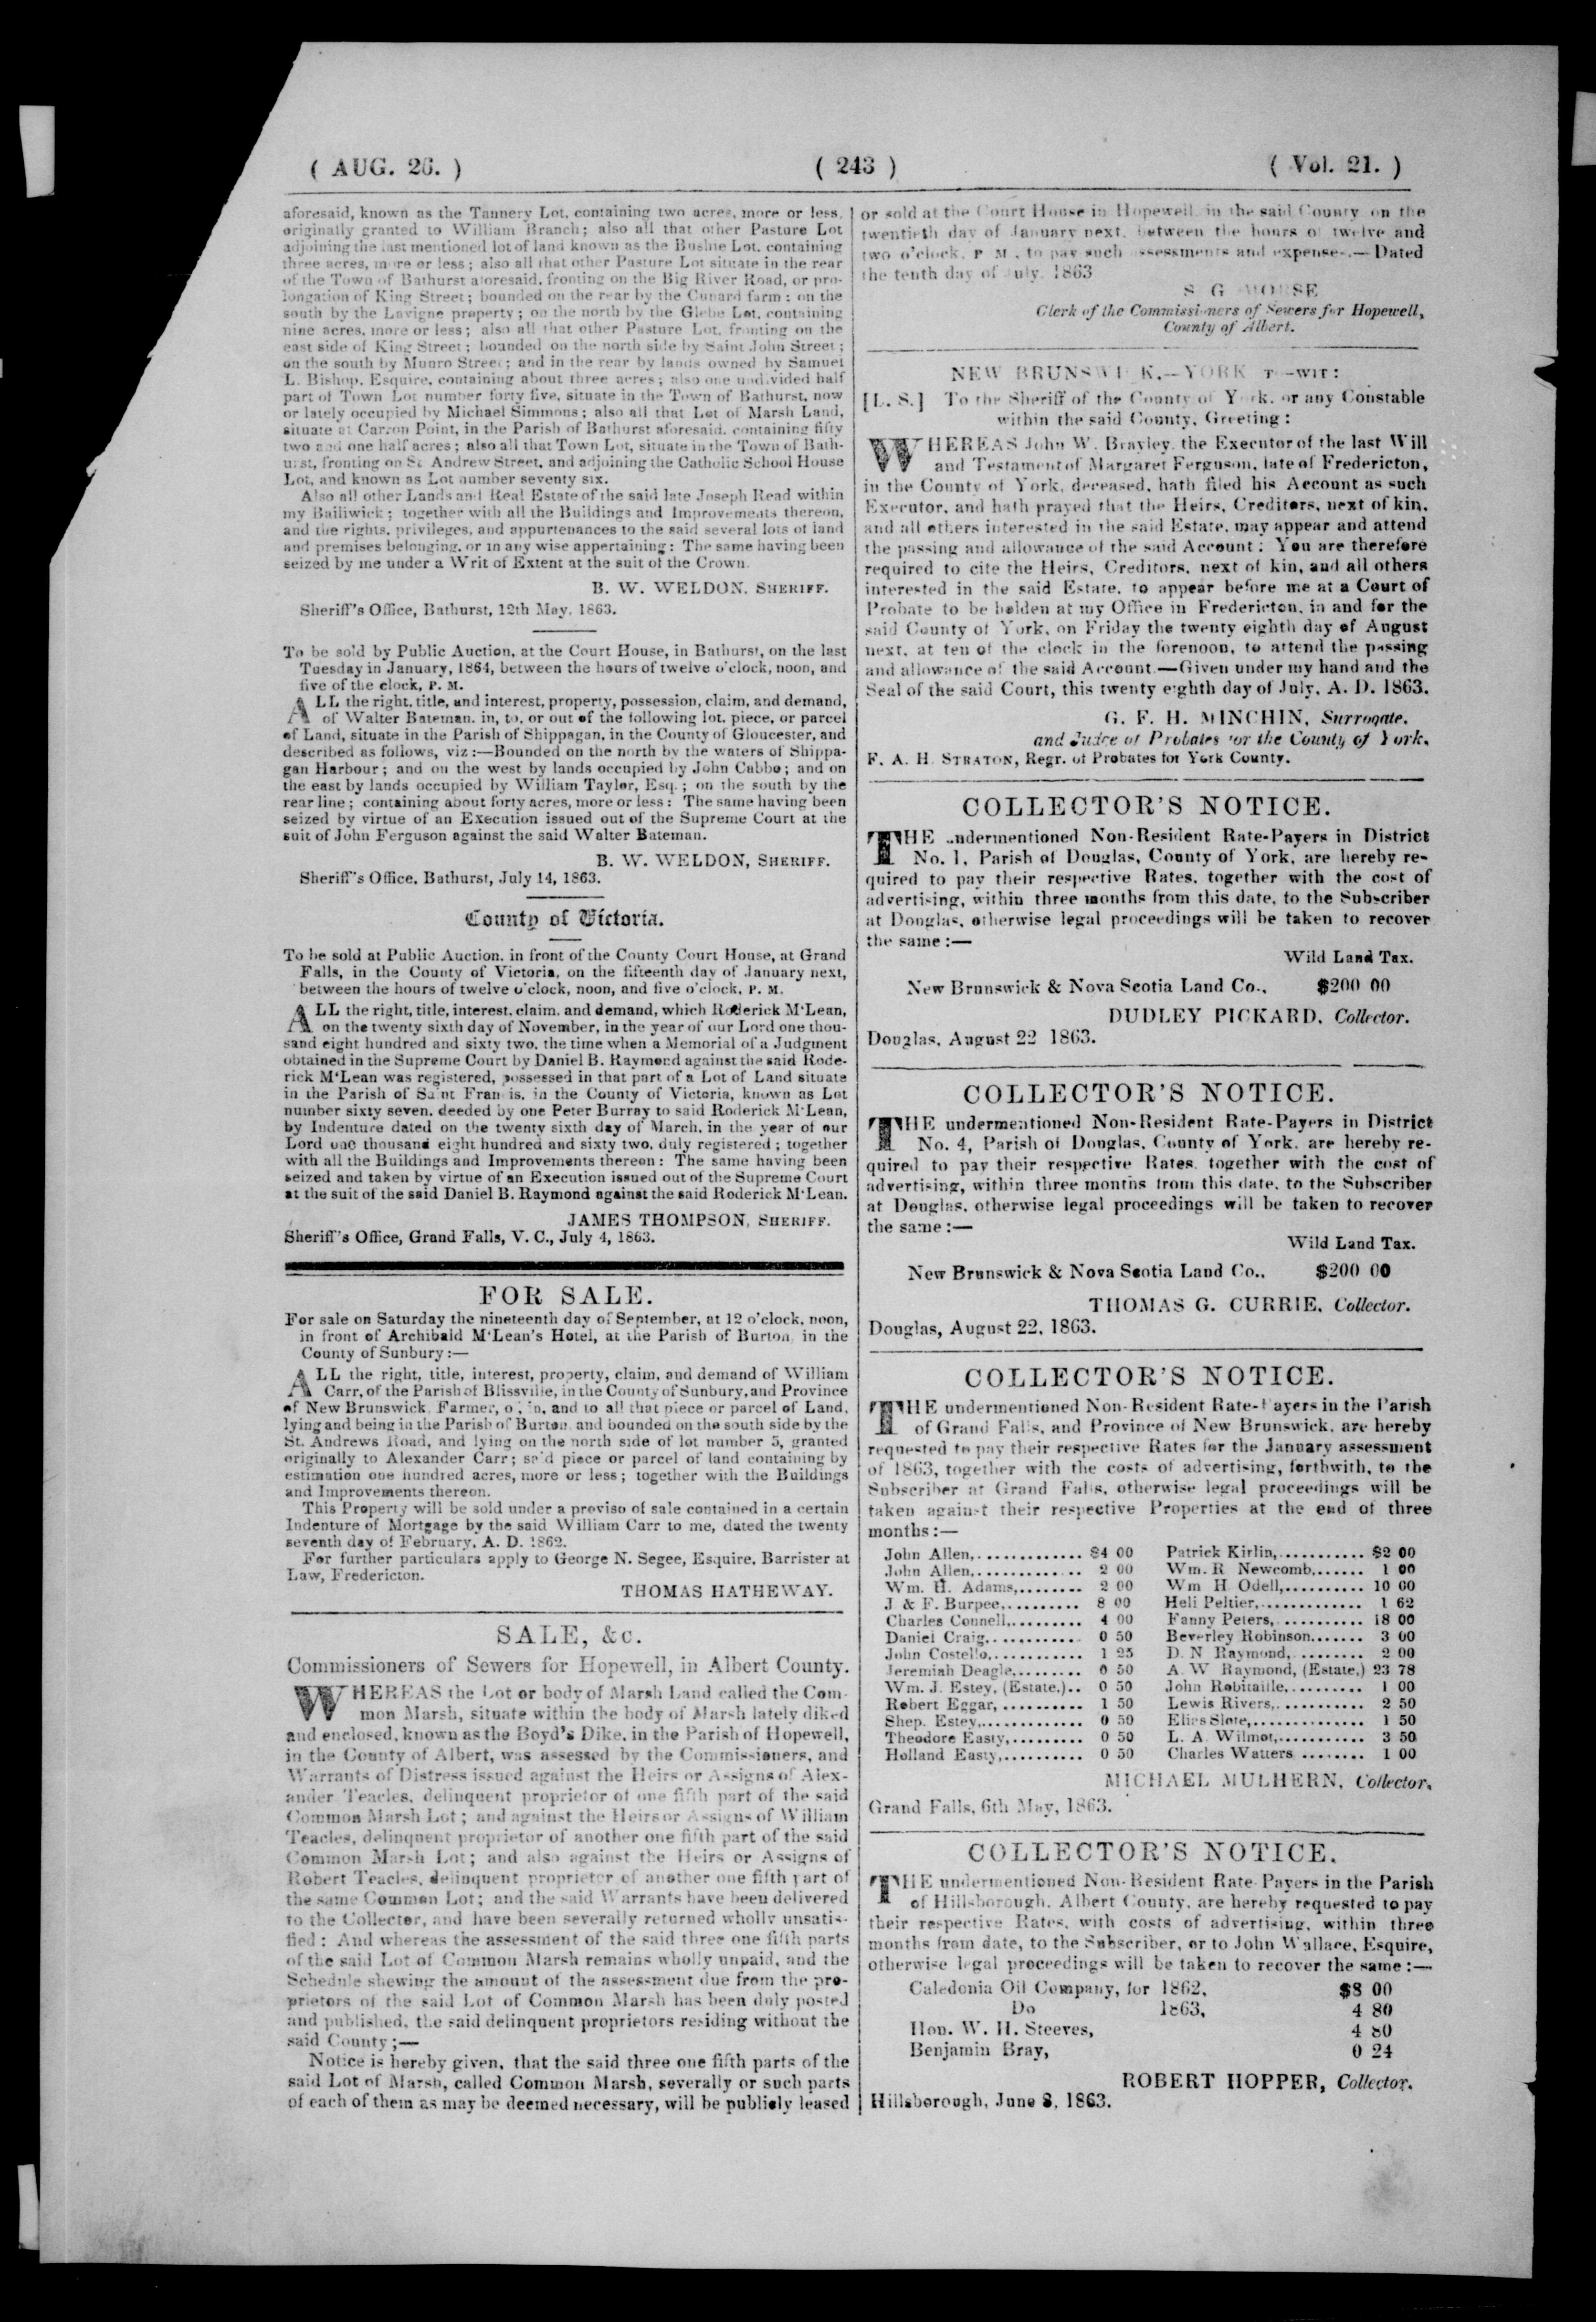 ( AUG. 26. )
( 243 )
( Vol. 21. )
aforesaid, known as the Tannery Lot, containing two acres, more or less,
originally granted to William Branch; also all that other Pasture Lot
adjoining the last mentioned lot of land known as the Bushie Lot, containing
three acres, more or less; also all that other Pasture Lot situate in the rear
of the Town of Bathurst aforesaid, fronting on the Big River Road, or pro-
longation of King Street; bounded on the rear by the Cunard farm; on the
south by the Lavigne property; on the north by the Glebe Lot, containing
nine acres, more or less; also all that other Pasture Lot, fronting on the
east side of King Street; bounded on the north side by Saint John Street;
on the south by Munro Street; and in the rear by lands owned by Samuel
L. Bishop, Esquire, containing about three acres; also one undivided half
part of Town Lot number forty five, situate in the Town of Bathurst, now
or lately occupied by Michael Simmons; also all that Lot of Marsh Land,
situate at Carron Point, in the Parish of Bathurst aforesaid, containing fifty
two and one half acres; also all that Town Lot, situate in the Town of Bath-
urst, fronting on St. Andrew Street, and adjoining the Catholic School House
Lot, and known as Lot number seventy six.
Also all other Lands and Real Estate of the said late Joseph Read within
my Bailiwick; together with all the Buildings and Improvements thereon,
and the rights, privileges, and appurtenances to the said several lots of land
and premises belonging, or in any wise appertaining: The same having been
seized by me under a Writ of Extent at the suit of the Crown.
B. W. WELDON, SHERIFF.
Sheriff's Office, Bathurst, 12th May, 1863.
To be sold by Public Auction, at the Court House, in Bathurst, on the last
Tuesday in January, 1864, between the hours of twelve o'clock, noon, and
five of the clock, P. M.
ALL the right, title, and interest, property, possession, claim, and demand,
of Walter Bateman, in, to, or out of the following lot, piece, or parcel
of Land, situate in the Parish of Shippagan, in the County of Gloucester, and
described as follows, viz:—Bounded on the north by the waters of Shippa-
gan Harbour; and on the west by lands occupied by John Cabbo; and on
the east by lands occupied by William Taylor, Esq.; on the south by the
rear line; containing about forty acres, more or less: The same having been
seized by virtue of an Execution issued out of the Supreme Court at the
suit of John Ferguson against the said Walter Bateman.
B. W. WELDON, SHERIFF.
Sheriff's Office, Bathurst, July 14, 1863.
County of Victoria.
To be sold at Public Auction, in front of the County Court House, at Grand
Falls, in the County of Victoria, on the fifteenth day of January next,
between the hours of twelve o'clock, noon, and five o'clock, P. M.
ALL the right, title, interest, claim, and demand, which Roderick M'Lean,
on the twenty sixth day of November, in the year of our Lord one thou-
sand eight hundred and sixty two, the time when a Memorial of a Judgment
obtained in the Supreme Court by Daniel B. Raymond against the said Rode-
rick M'Lean was registered, possessed in that part of a Lot of Land situate
in the Parish of Saint Francis, in the County of Victoria, known as Lot
number sixty seven, deeded by one Peter Burray to said Roderick M'Lean,
by Indenture dated on the twenty sixth day of March, in the year of our
Lord one thousand eight hundred and sixty two, duly registered; together
with all the Buildings and Improvements thereon: The same having been
seized and taken by virtue of an Execution issued out of the Supreme Court
at the suit of the said Daniel B. Raymond against the said Roderick M'Lean.
JAMES THOMPSON, SHERIFF.
Sheriff's Office, Grand Falls, V. C., July 4, 1863.
FOR SALE.
For sale on Saturday the nineteenth day of September, at 12 o'clock, noon,
in front of Archibald M'Lean's Hotel, at the Parish of Burton in the
County of Sunbury:—
ALL the right, title, interest, property, claim, and demand of William
Carr, of the Parish of Blissville, in the County of Sunbury, and Province
of New Brunswick, Farmer, of, in, and to all that piece or parcel of Land,
lying and being in the Parish of Burton and bounded on the south side by the
St. Andrews Road, and lying on the north side of lot number 5, granted
originally to Alexander Carr; said piece or parcel of land containing by
estimation one hundred acres, more or less; together with the Buildings
and Improvements thereon.
This Property will be sold under a proviso of sale contained in a certain
Indenture of Mortgage by the said William Carr to me, dated the twenty
seventh day of February, A. D. 1862.
For further particulars apply to George N. Segee, Esquire, Barrister at
Law, Fredericton.
THOMAS HATHEWAY.
SALE, &c.
Commissioners of Sewers for Hopewell, in Albert County.
WHEREAS the Lot or body of Marsh Land called the Com-
mon Marsh, situate within the body of Marsh lately diked
and enclosed, known as the Boyd's Dike, in the Parish of Hopewell,
in the County of Albert, was assessed by the Commissioners, and
Warrants of Distress issued against the Heirs or Assigns of Alex-
ander Teacles, delinquent proprietor of one fifth part of the said
Common Marsh Lot; and against the Heirs or Assigns of William
Teacles, delinquent proprietor of another one fifth part of the said
Common Marsh Lot; and also against the Heirs or Assigns of
Robert Teacles, delinquent proprietor of another one fifth part of
the same Common Lot; and the said Warrants have been delivered
to the Collector, and have been severally returned wholly unsatis-
fied: And whereas the assessment of the said three one fifth parts
of the said Lot of Common Marsh remains wholly unpaid, and the
Schedule shewing the amount of the assessment due from the pro-
prietors of the said Lot of Common Marsh has been duly posted
and published, the said delinquent proprietors residing without the
said County;—
Notice is hereby given, that the said three one fifth parts of the
said Lot of Marsh, called Common Marsh, severally or such parts
of each of them as may be deemed necessary, will be publicly leased
or sold at the Court House in Hopewell, in the said County on the
twentieth day of January next, between the hours of twelve and
two o'clock, P M., to pay such assessments and expenses.—Dated
the tenth day of July, 1863
S G MORSE
Clerk of the Commissioners of Sewers for Hopewell,
County of Albert.
NEW BRUNSWICK,—YORK TO-WIT:
[L. S.] To the Sheriff of the County of York, or any Constable
within the said County, Greeting:
WHEREAS John W. Brayley, the Executor of the last Will
and Testament of Margaret Ferguson, late of Fredericton,
in the County of York, deceased, hath filed his Account as such
Executor, and hath prayed that the Heirs, Creditors, next of kin,
and all others interested in the said Estate, may appear and attend
the passing and allowance of the said Account: You are therefore
required to cite the Heirs, Creditors, next of kin, and all others
interested in the said Estate, to appear before me at a Court of
Probate to be holden at my Office in Fredericton, in and for the
said County of York, on Friday the twenty eighth day of August
next, at ten of the clock in the forenoon, to attend the passing
and allowance of the said Account.—Given under my hand and the
Seal of the said Court, this twenty eighth day of July, A. D. 1863.
G. F. H. MINCHIN, Surrogate,
and Judge of Probates for the County of York.
F. A. H. STRATON, Regr. of Probates for York County.
COLLECTOR'S NOTICE.
THE undermentioned Non-Resident Rate-Payers in District
No. 1, Parish of Douglas, County of York, are hereby re-
quired to pay their respective Rates, together with the cost of
advertising, within three months from this date, to the Subscriber
at Douglas, otherwise legal proceedings will be taken to recover
the same:—
Wild Land Tax.
New Brunswick & Nova Scotia Land Co., $200 00
DUDLEY PICKARD, Collector.
Douglas, August 22 1863.
COLLECTOR'S NOTICE.
THE undermentioned Non-Resident Rate-Payers in District
No. 4, Parish of Douglas, County of York, are hereby re-
quired to pay their respective Rates, together with the cost of
advertising, within three months from this date, to the Subscriber
at Douglas, otherwise legal proceedings will be taken to recover
the same:—
Wild Land Tax.
New Brunswick & Nova Scotia Land Co., $200 00
THOMAS G. CURRIE, Collector.
Douglas, August 22, 1863.
COLLECTOR'S NOTICE.
THE undermentioned Non-Resident Rate-Payers in the Parish
of Grand Falls, and Province of New Brunswick, are hereby
requested to pay their respective Rates for the January assessment
of 1863, together with the costs of advertising, forthwith, to the
Subscriber at Grand Falls, otherwise legal proceedings will be
taken against their respective Properties at the end of three
months:—
John Allen, $4 00
John Allen, 2 00
Wm. H. Adams, 2 00
J & F. Burpee, 8 00
Charles Connell, 4 00
Daniel Craig, 0 50
John Costello, 1 25
Jeremiah Deagle, 0 50
Wm. J. Estey, (Estate.) 0 50
Robert Eggar, 1 50
Shep. Estey, 0 50
Theodore Easty, 0 50
Holland Easty, 0 50
Patrick Kirlin, $2 00
Wm. R Newcomb, 1 00
Wm H Odell, 10 00
Heli Peltier, 1 62
Fanny Peters, 18 00
Beverley Robinson 3 00
D. N Raymond, 2 00
A. W Raymond, (Estate,) 23 78
John Robitaille, 1 00
Lewis Rivers, 2 50
Elies Slote, 1 50
L. A. Wilmot, 3 50
Charles Watters 1 00
MICHAEL MULHERN, Collector.
Grand Falls, 6th May, 1863.
COLLECTOR'S NOTICE.
THE undermentioned Non-Resident Rate-Payers in the Parish
of Hillsborough, Albert County, are hereby requested to pay
their respective Rates, with costs of advertising, within three
months from date, to the Subscriber, or to John Wallace, Esquire,
otherwise legal proceedings will be taken to recover the same:—
Caledonia Oil Company, for 1862, $8 00
Do 1863, 4 80
Hon. W. H. Steeves, 4 80
Benjamin Bray, 0 24
ROBERT HOPPER, Collector.
Hillsborough, June 8, 1863.